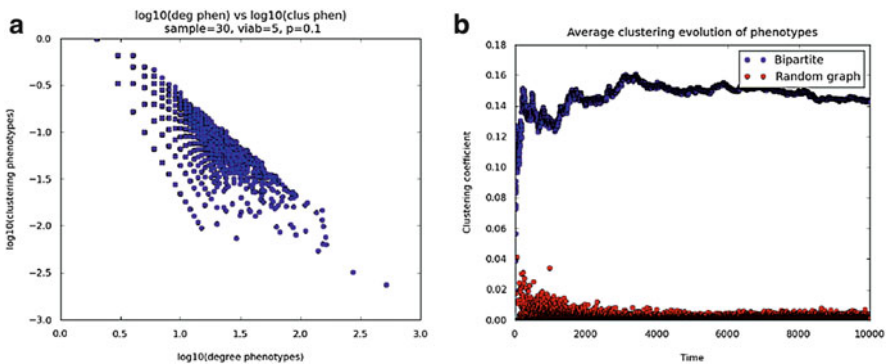 a
log10(deg phen) vs log10(clus phen)
sample=30, viab=5, p=0.1
0.0
−0.5
−1.0
−1.5
−2.0
−2.5
−3.0
log10(clustering phenotypes)
0.0 0.5 1.0 1.5 2.0 2.5 3.0
log10(degree phenotypes)
b
Average clustering evolution of phenotypes
0.18
0.16
0.14
0.12
0.10
0.08
0.06
0.04
0.02
0.00
Clustering coefficient
Bipartite
Random graph
0 2000 4000 6000 8000 10000
Time